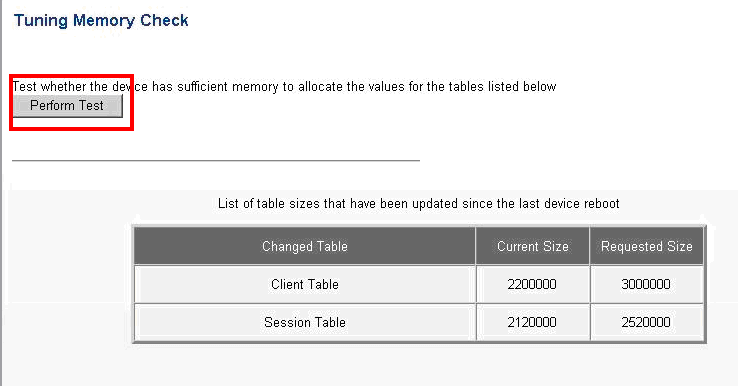 Tuning Memory Check
Test whether the device has sufficient memory to allocate the values for the tables listed below
Perform Test
List of table sizes that have been updated since the last device reboot
Changed Table Current Size Requested Size
Client Table 2200000 3000000
Session Table 2120000 2520000